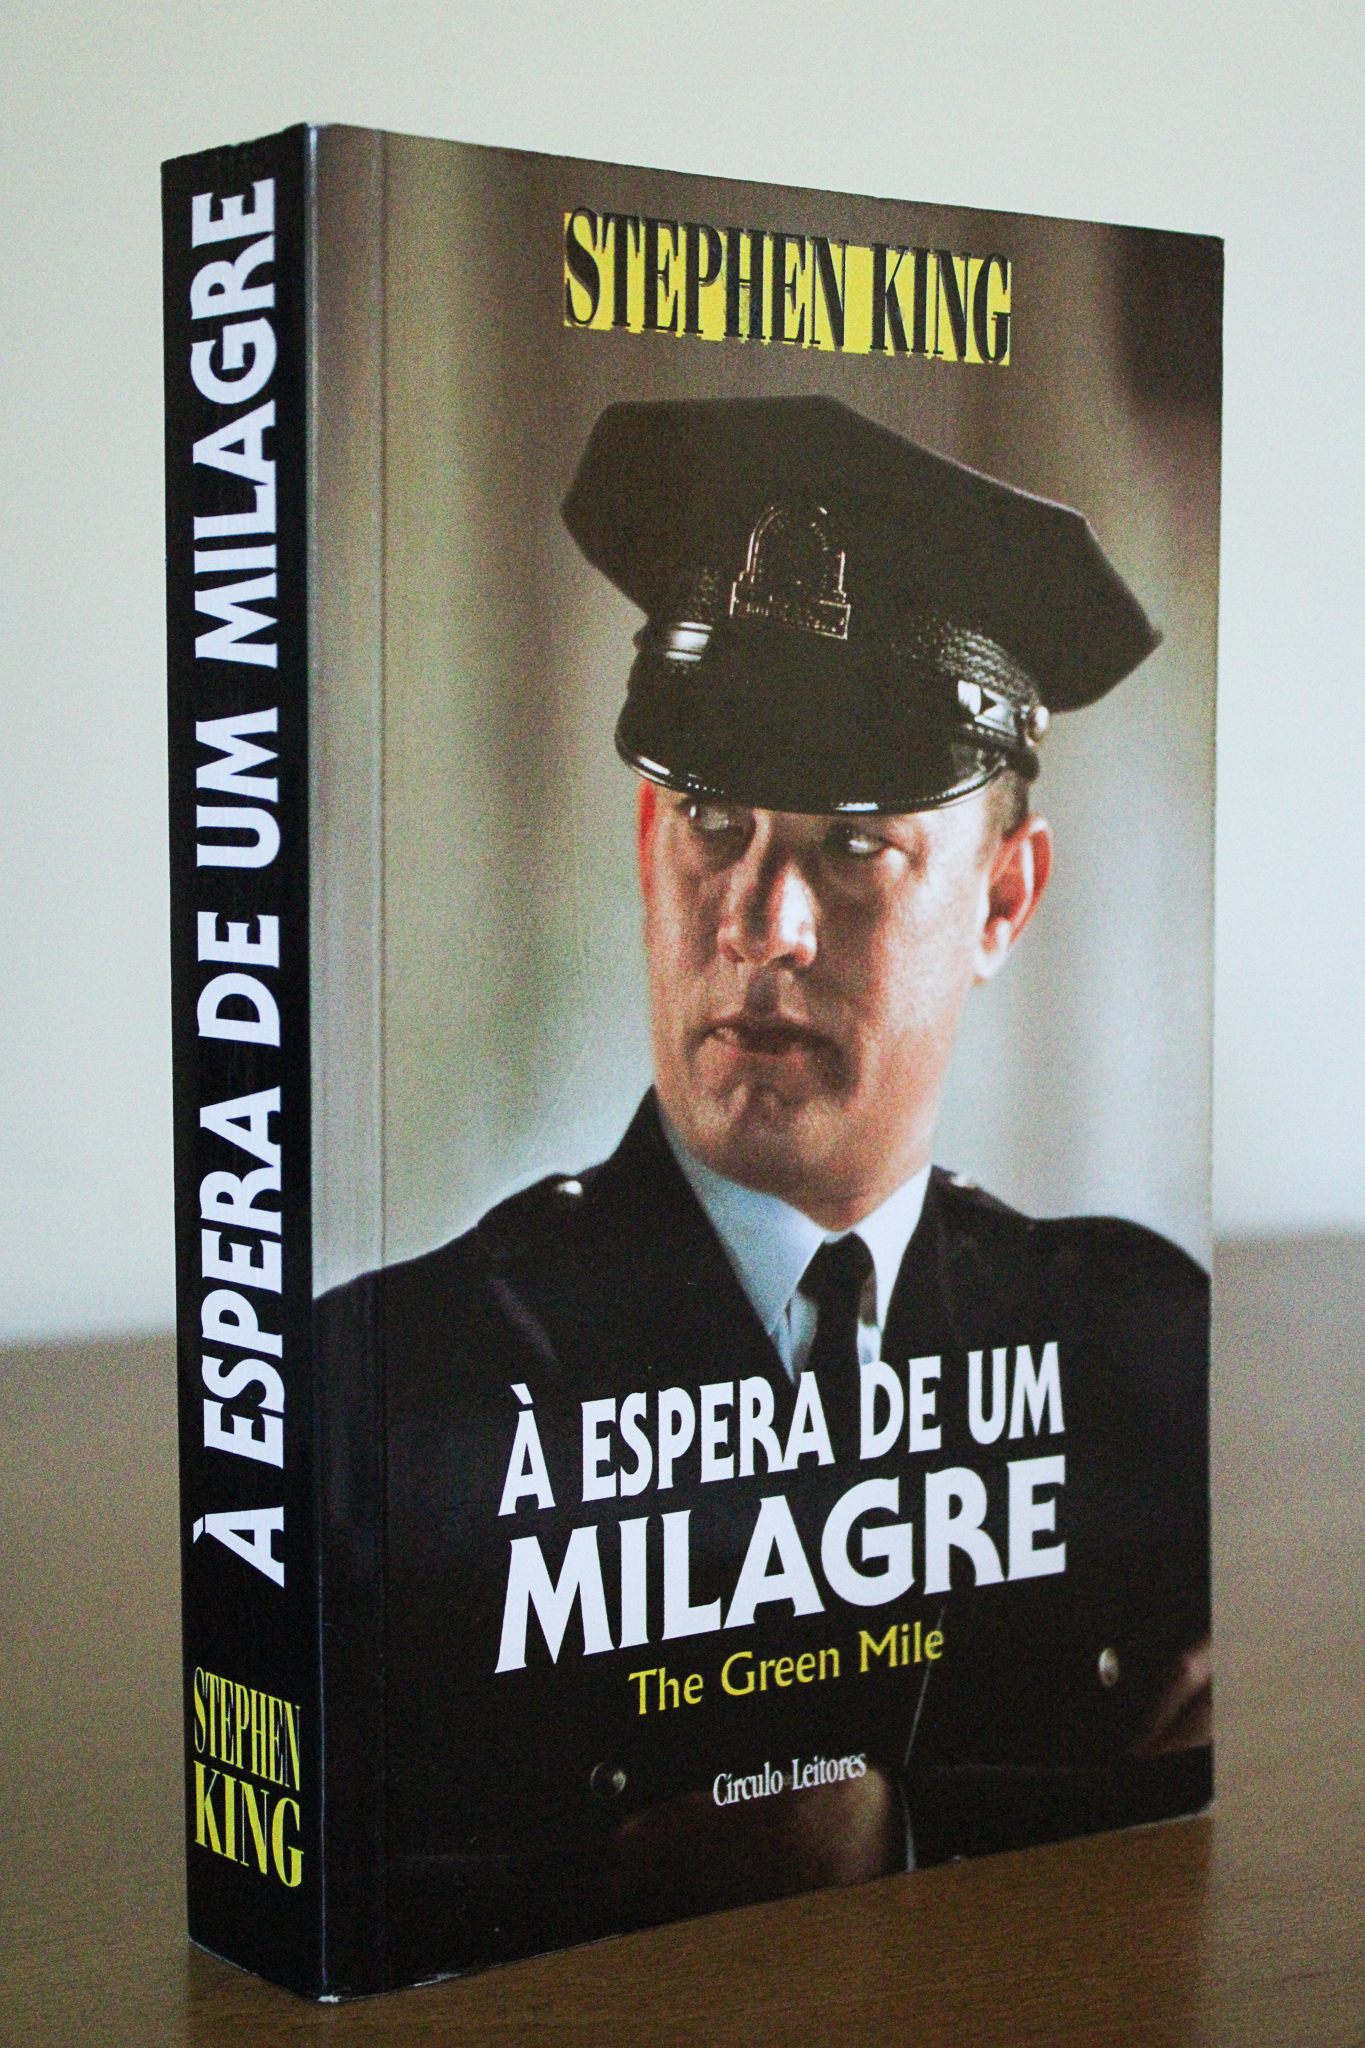 À ESPERA DE UM MILAGRE
STEPHEN
KING
STEPHEN KING
À ESPERA DE UM
MILAGRE
The Green Mile
Círculo Leitores